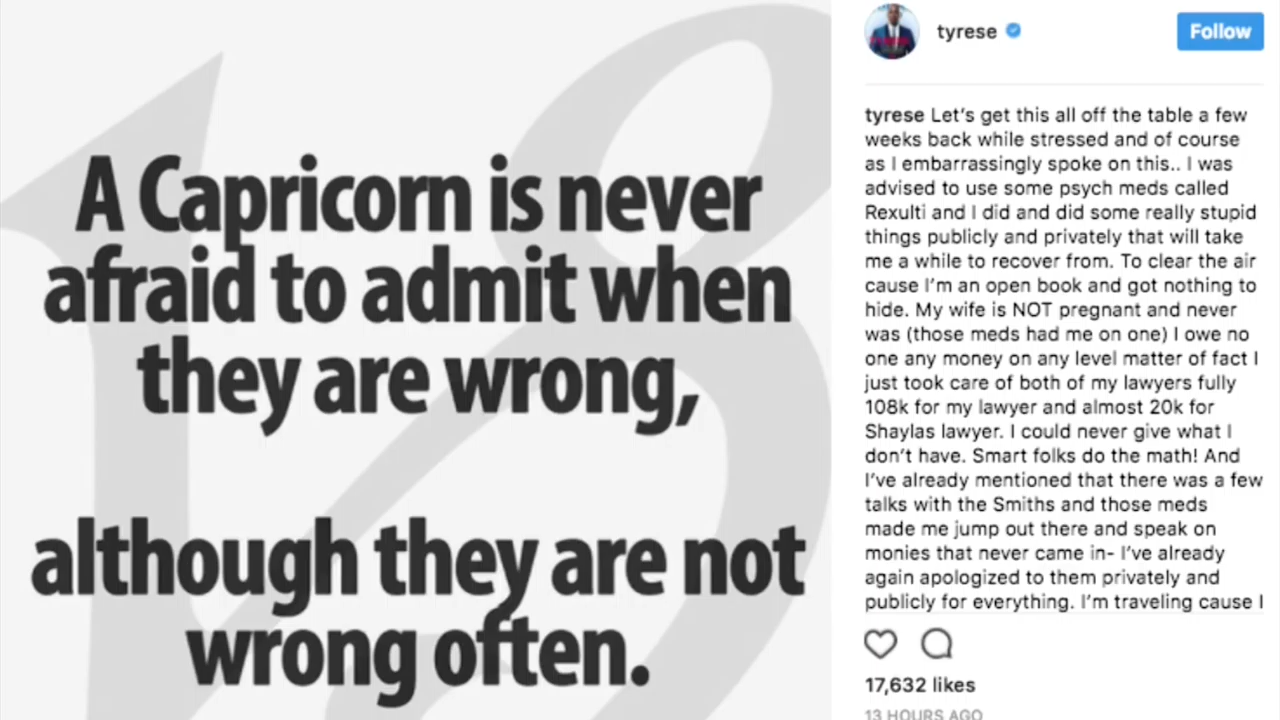 A Capricorn is never
afraid to admit when
they are wrong,
although they are not
wrong often.
tyrese
Follow
tyrese Let's get this all off the table a few
weeks back while stressed and of course
as I embarrassingly spoke on this.. I was
advised to use some psych meds called
Rexulti and I did and did some really stupid
things publicly and privately that will take
me a while to recover from. To clear the air
cause I'm an open book and got nothing to
hide. My wife is NOT pregnant and never
was (those meds had me on one) I owe no
one any money on any level matter of fact I
just took care of both of my lawyers fully
108k for my lawyer and almost 20k for
Shaylas lawyer. I could never give what I
don't have. Smart folks do the math! And
I've already mentioned that there was a few
talks with the Smiths and those meds
made me jump out there and speak on
monies that never came in- I've already
again apologized to them privately and
publicly for everything. I'm traveling cause I
17,632 likes
13 HOURS AGO